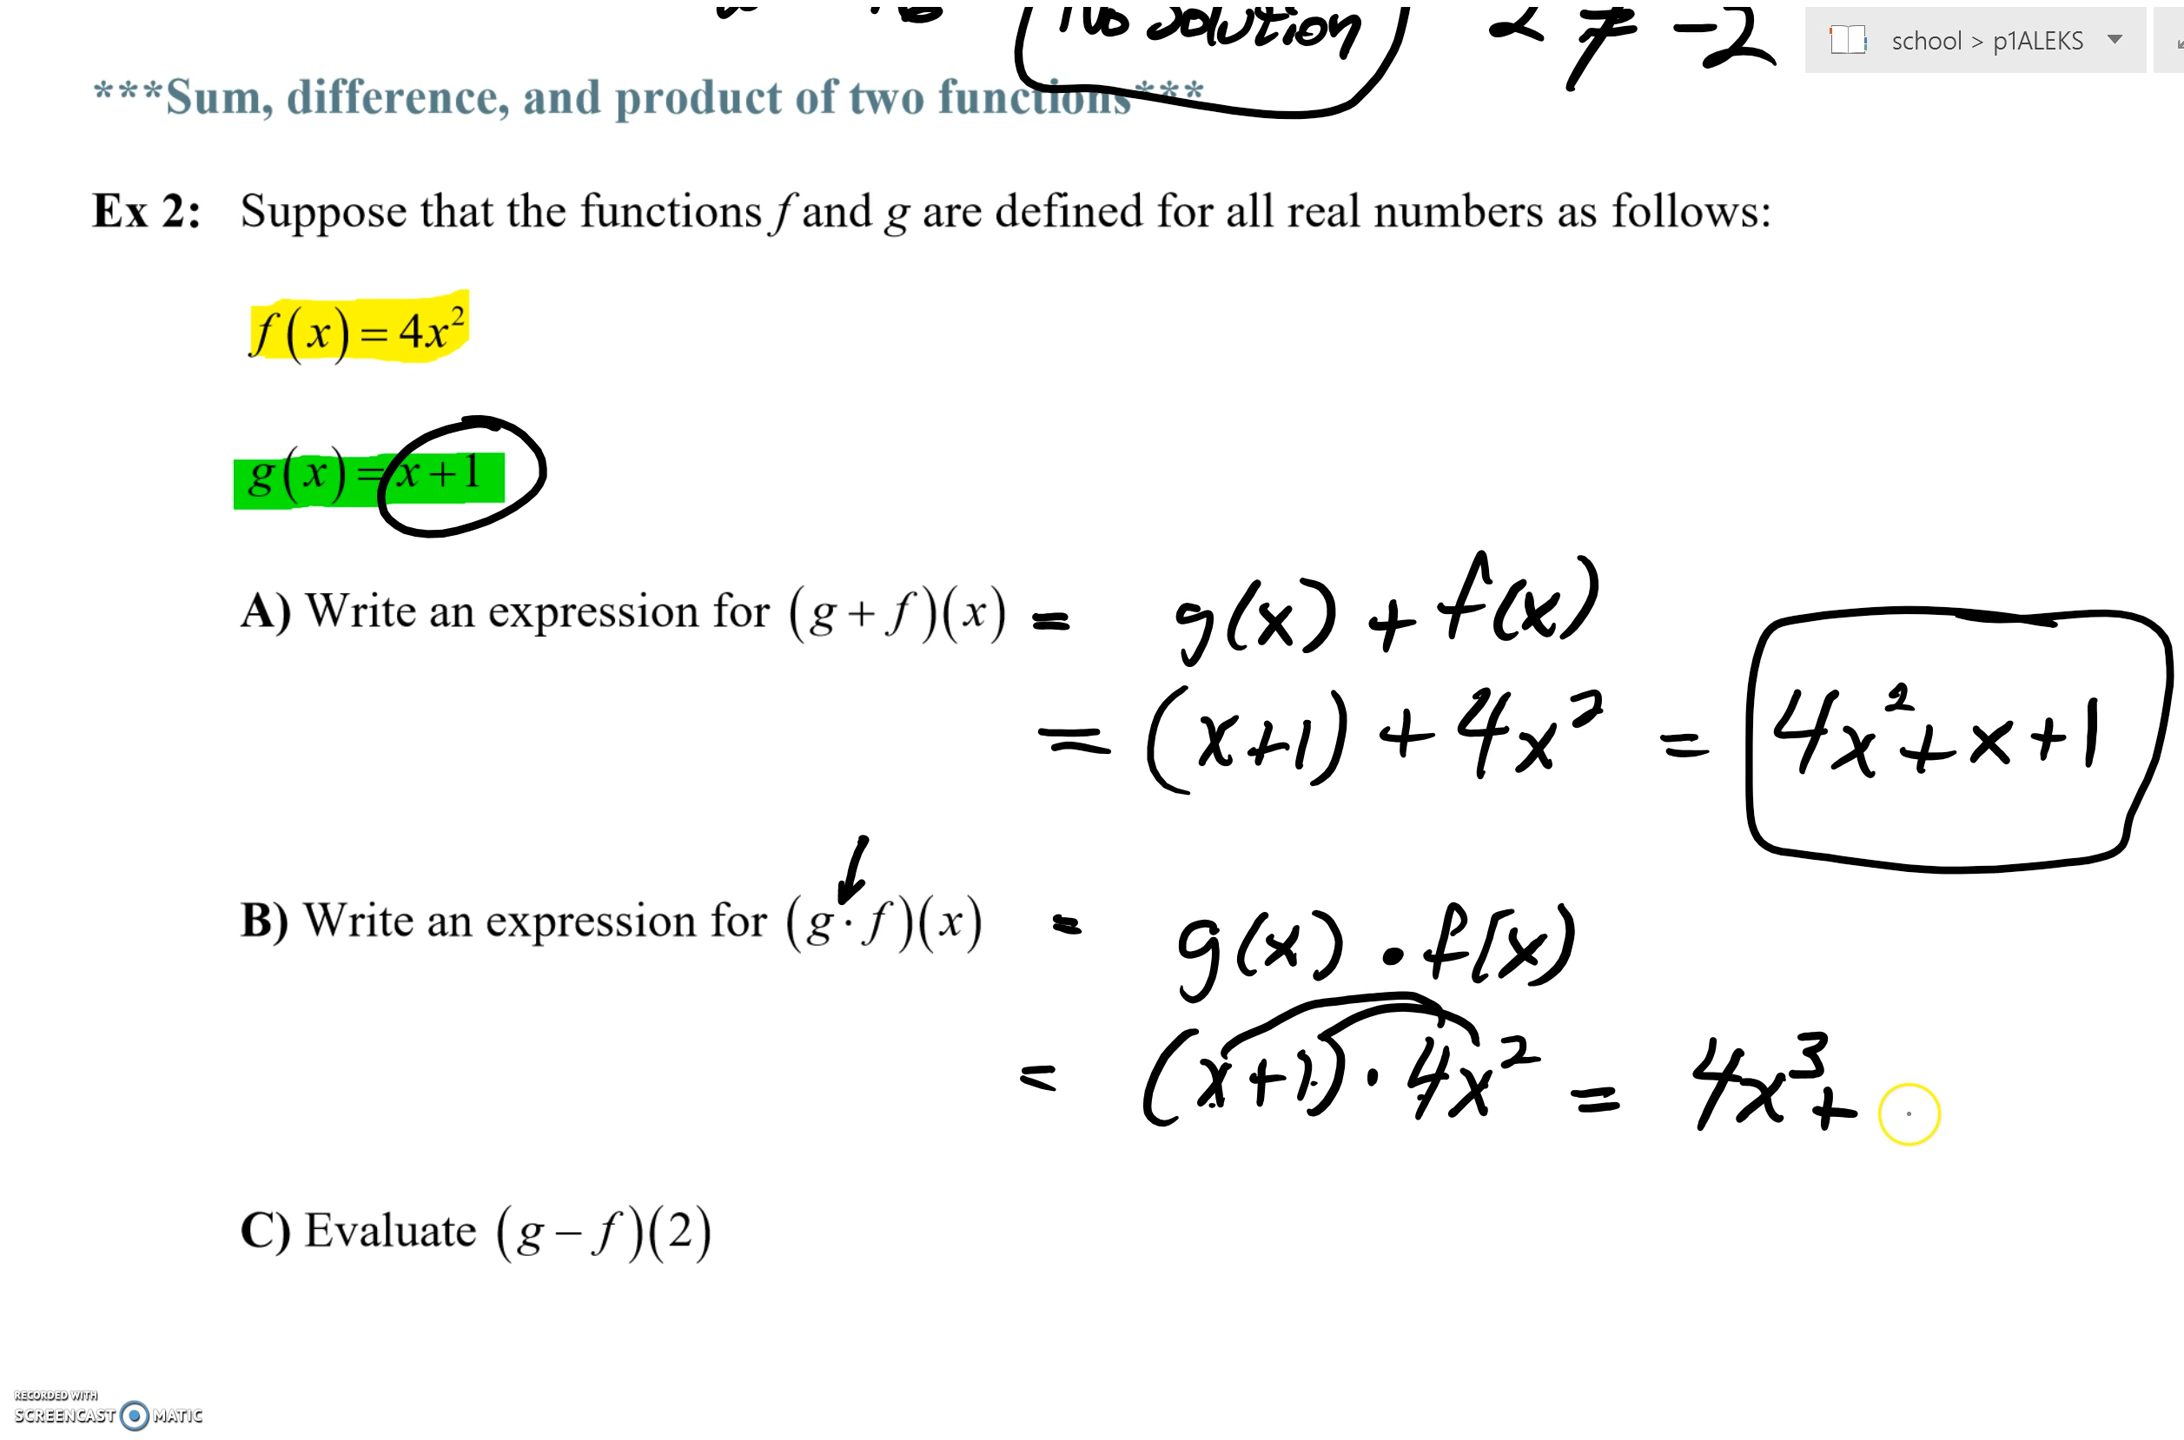 No solution 2 ≠ -2
school > p1ALEKS
***Sum, difference, and product of two functions***
Ex 2: Suppose that the functions f and g are defined for all real numbers as follows:
f(x) = 4x²
g(x) = x+1
A) Write an expression for (g + f)(x) = g(x) + f(x)
= (x+1) + 4x² = 4x²+x+1
B) Write an expression for (g · f)(x) = g(x) · f(x)
= (x+1) · 4x² = 4x³+
C) Evaluate (g − f)(2)
RECORDED WITH
SCREENCAST MATIC